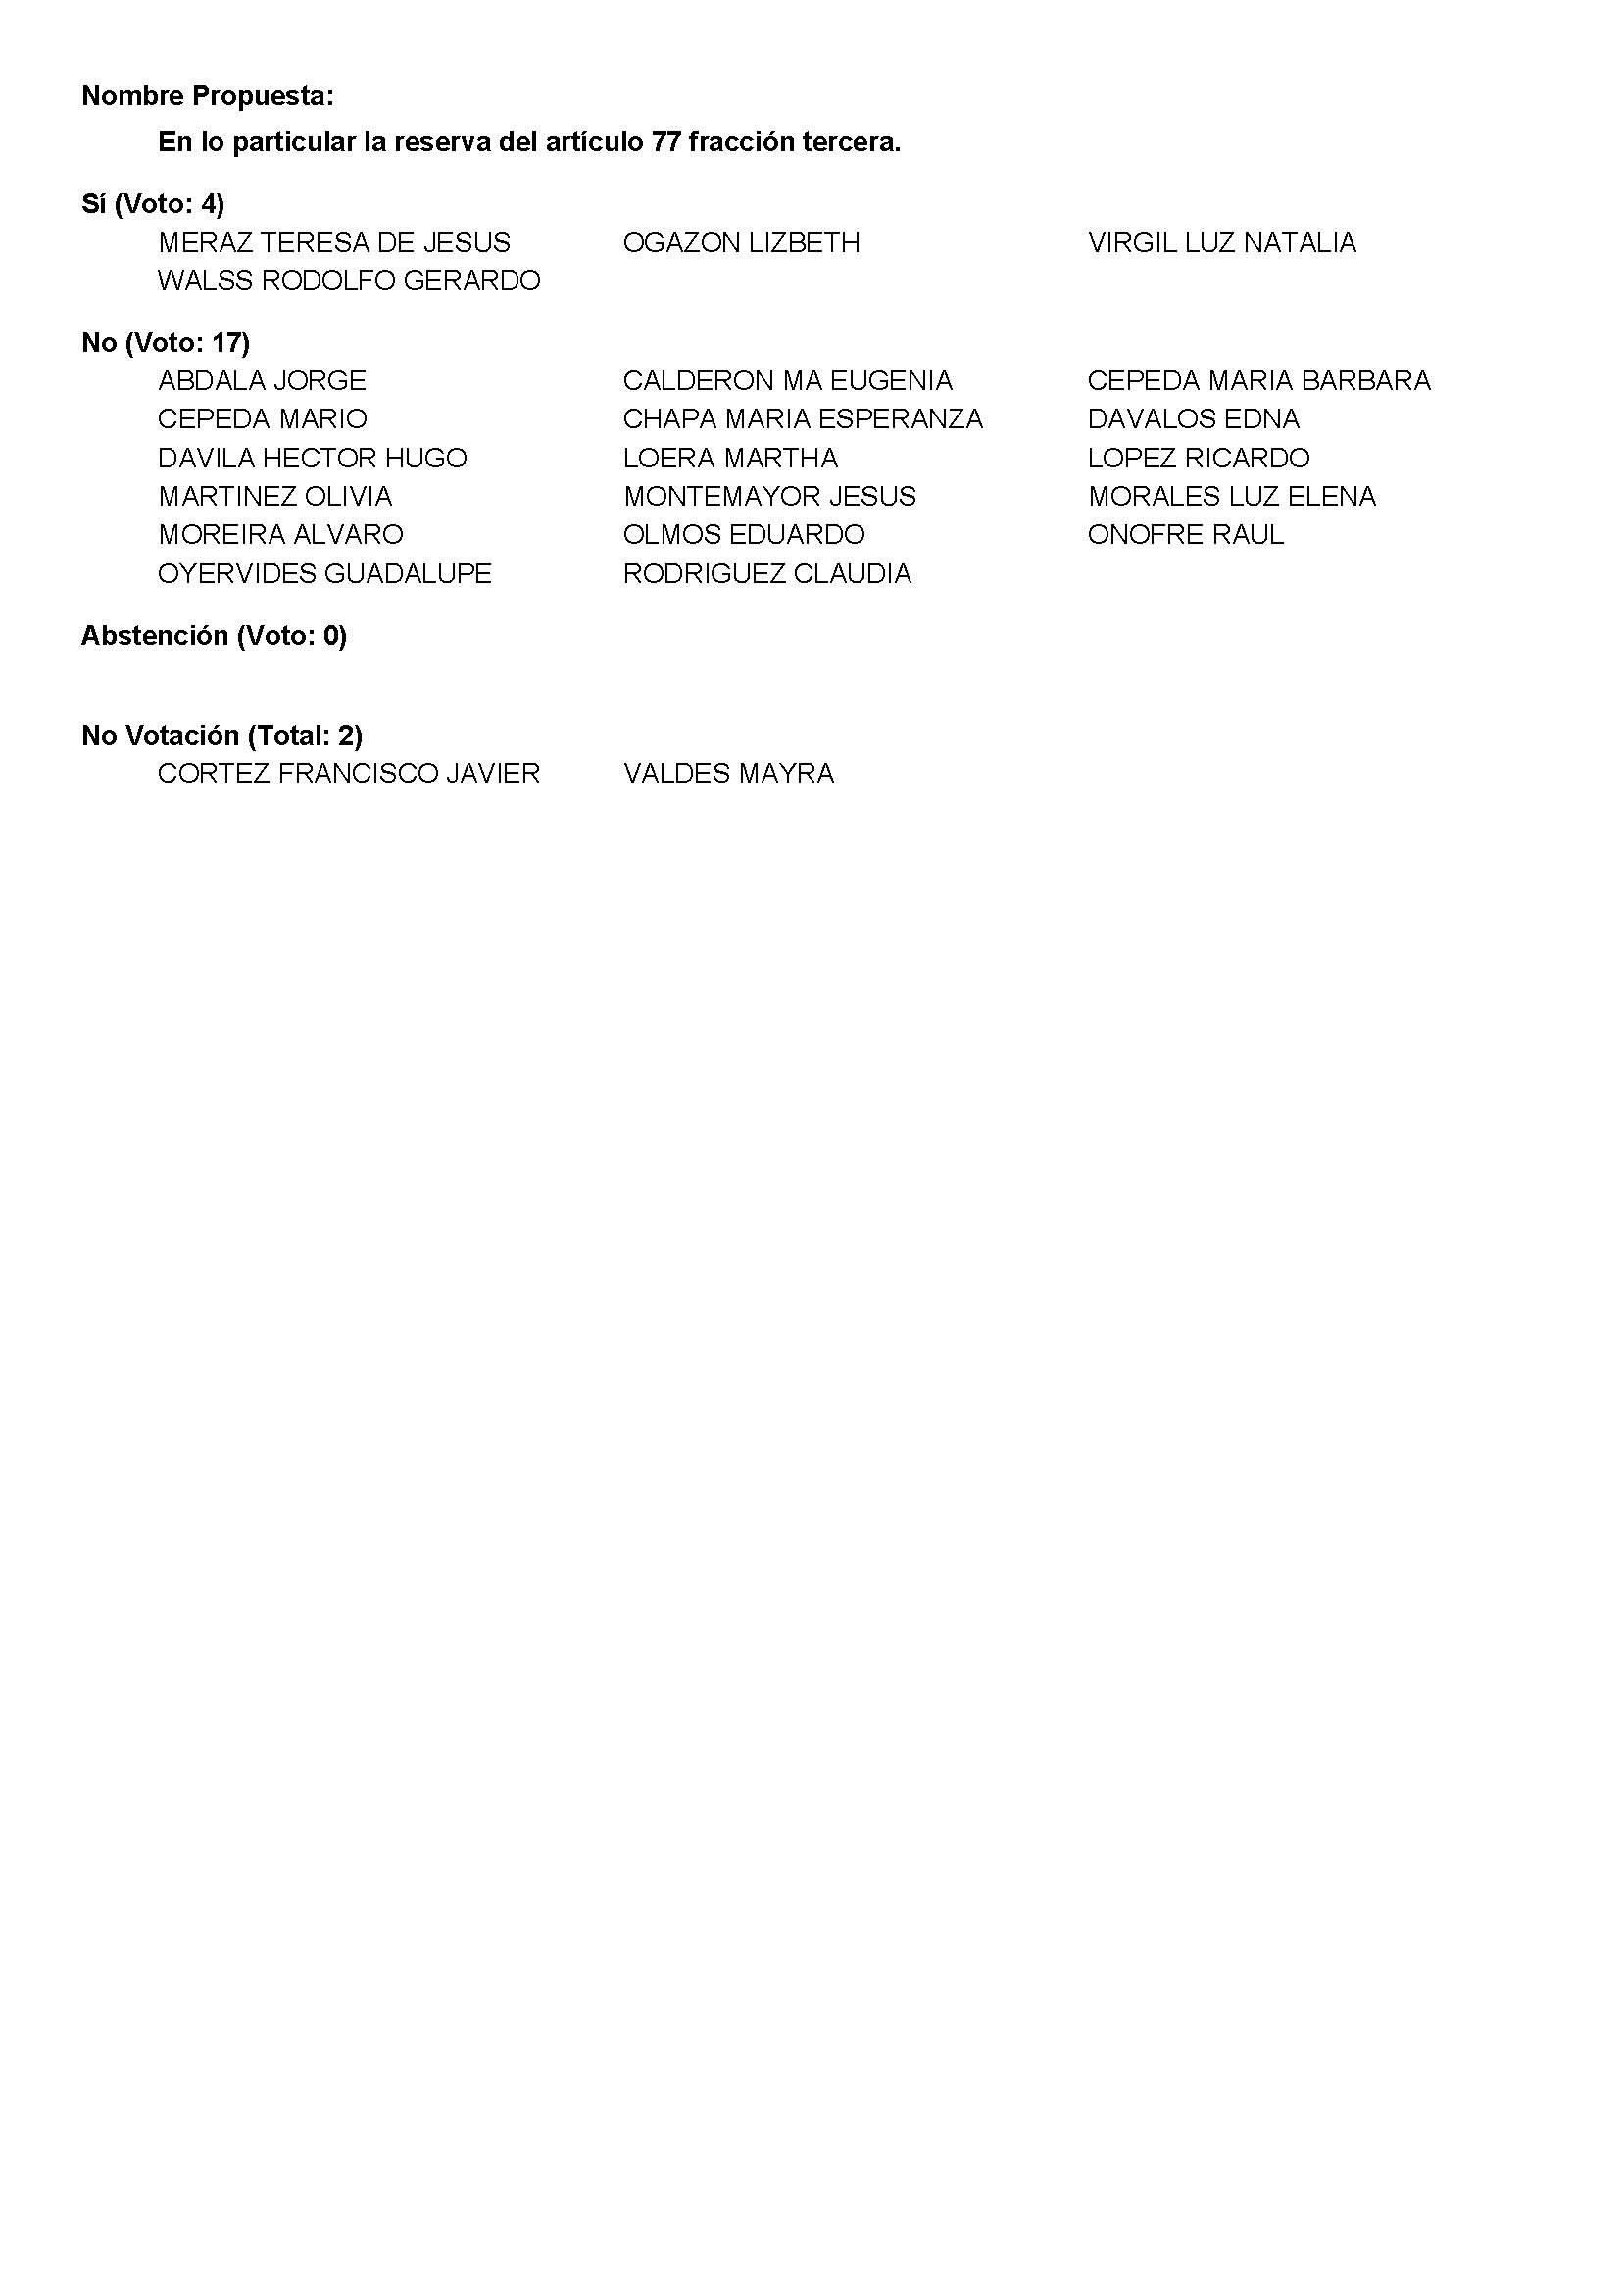 Nombre Propuesta:
En lo particular la reserva del artículo 77 fracción tercera.
Sí (Voto: 4)
MERAZ TERESA DE JESUS OGAZON LIZBETH VIRGIL LUZ NATALIA
WALSS RODOLFO GERARDO
No (Voto: 17)
ABDALA JORGE CALDERON MA EUGENIA CEPEDA MARIA BARBARA
CEPEDA MARIO CHAPA MARIA ESPERANZA DAVALOS EDNA
DAVILA HECTOR HUGO LOERA MARTHA LOPEZ RICARDO
MARTINEZ OLIVIA MONTEMAYOR JESUS MORALES LUZ ELENA
MOREIRA ALVARO OLMOS EDUARDO ONOFRE RAUL
OYERVIDES GUADALUPE RODRIGUEZ CLAUDIA
Abstención (Voto: 0)
No Votación (Total: 2)
CORTEZ FRANCISCO JAVIER VALDES MAYRA